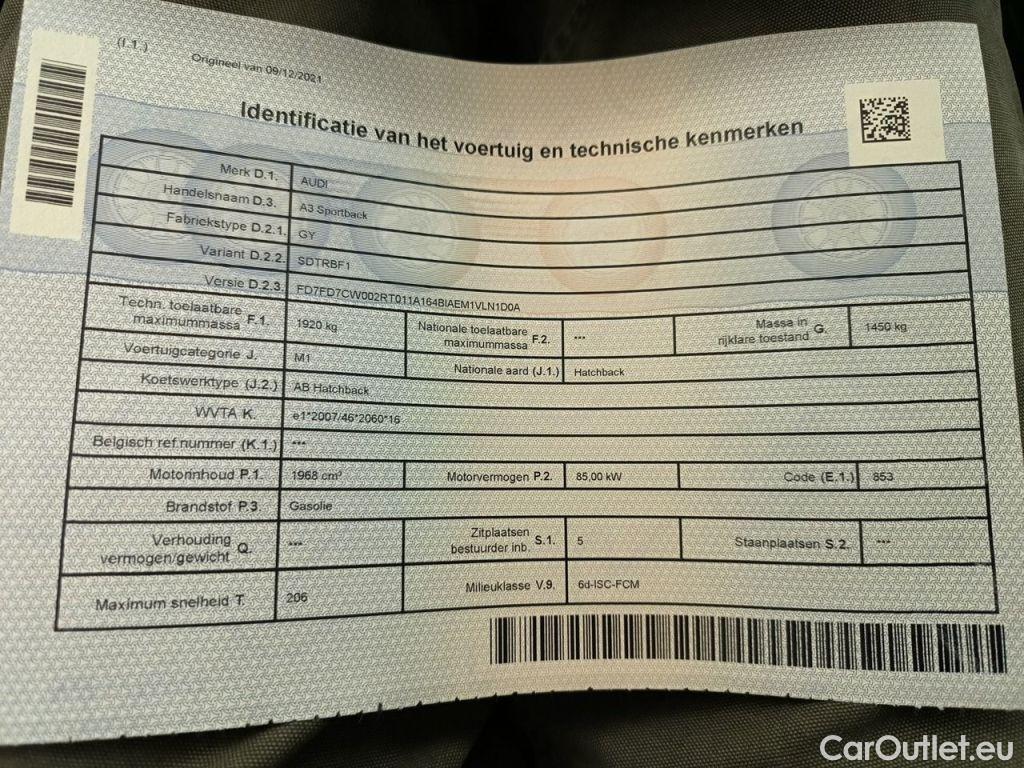 (I.1.)
Origineel van 09/12/2021
Identificatie van het voertuig en technische kenmerken
Merk D.1. AUDI
Handelsnaam D.3. A3 Sportback
Fabriekstype D.2.1. GY
Variant D.2.2. SDTRBF1
Versie D.2.3. FD7FD7CW002RT011A164BIAEM1VLN1D0A
Techn. toelaatbare maximummassa F.1. 1920 kg Nationale toelaatbare maximummassa F.2. --- Massa in rijklare toestand G. 1450 kg
Voertuigcategorie J. M1 Nationale aard (J.1.) Hatchback
Koetswerktype (J.2.) AB Hatchback
WVTA K. e1*2007/46*2060*16
Belgisch ref.nummer (K.1.) ---
Motorinhoud P.1. 1968 cm³ Motorvermogen P.2. 85,00 kW Code (E.1.) 853
Brandstof P.3. Gasolie
Verhouding vermogen/gewicht Q. --- Zitplaatsen bestuurder inb. S.1. 5 Staanplaatsen S.2. ---
Maximum snelheid T. 206 Milieuklasse V.9. 6d-ISC-FCM
CarOutlet.eu